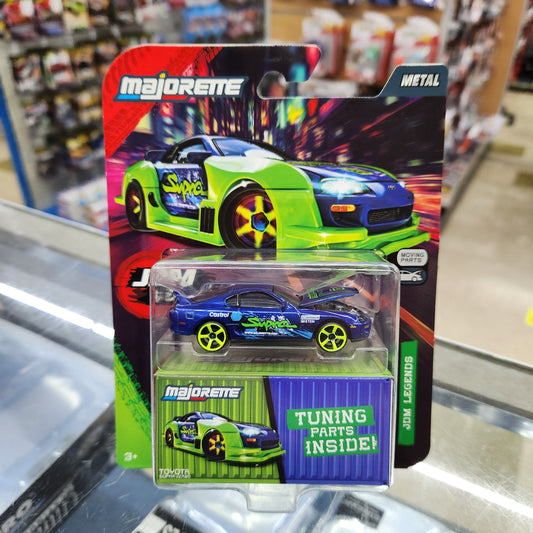 majorette
METAL
Supra
MOVING
PARTS
JDM
Castrol
Supra
JDM LEGENDS
majorette
TUNING
PARTS
INSIDE!
TOYOTA
3+